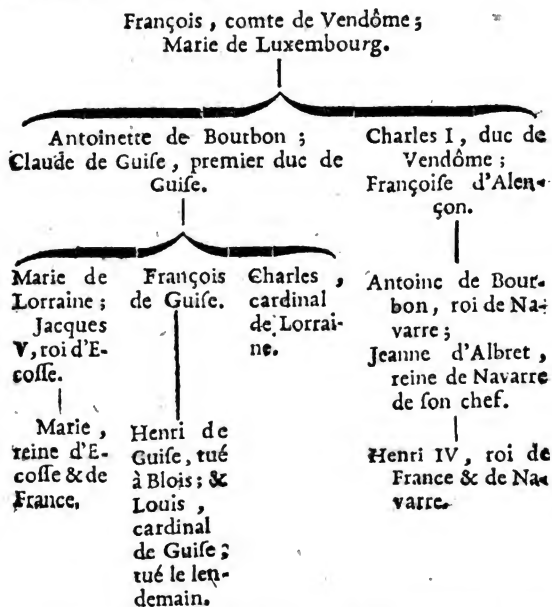 François , comte de Vendôme ;
Marie de Luxembourg.
Antoinette de Bourbon ;
Claude de Guiſe , premier duc de
Guiſe.
Charles I, duc de
Vendôme ;
Françoiſe d'Alen-
çon.
Marie de
Lorraine ;
Jacques
V, roi d'E-
coſſe.
François
de Guiſe.
Charles ,
cardinal
de Lorrai-
ne.
Antoine de Bour-
bon, roi de Na-
varre ;
Jeanne d'Albret ,
reine de Navarre
de ſon chef.
Marie ,
reine d'E-
coſſe & de
France.
Henri de
Guiſe, tué
à Blois ; &
Louis ,
cardinal
de Guiſe ;
tué le len-
demain.
Henri IV, roi de
France & de Na-
varre.